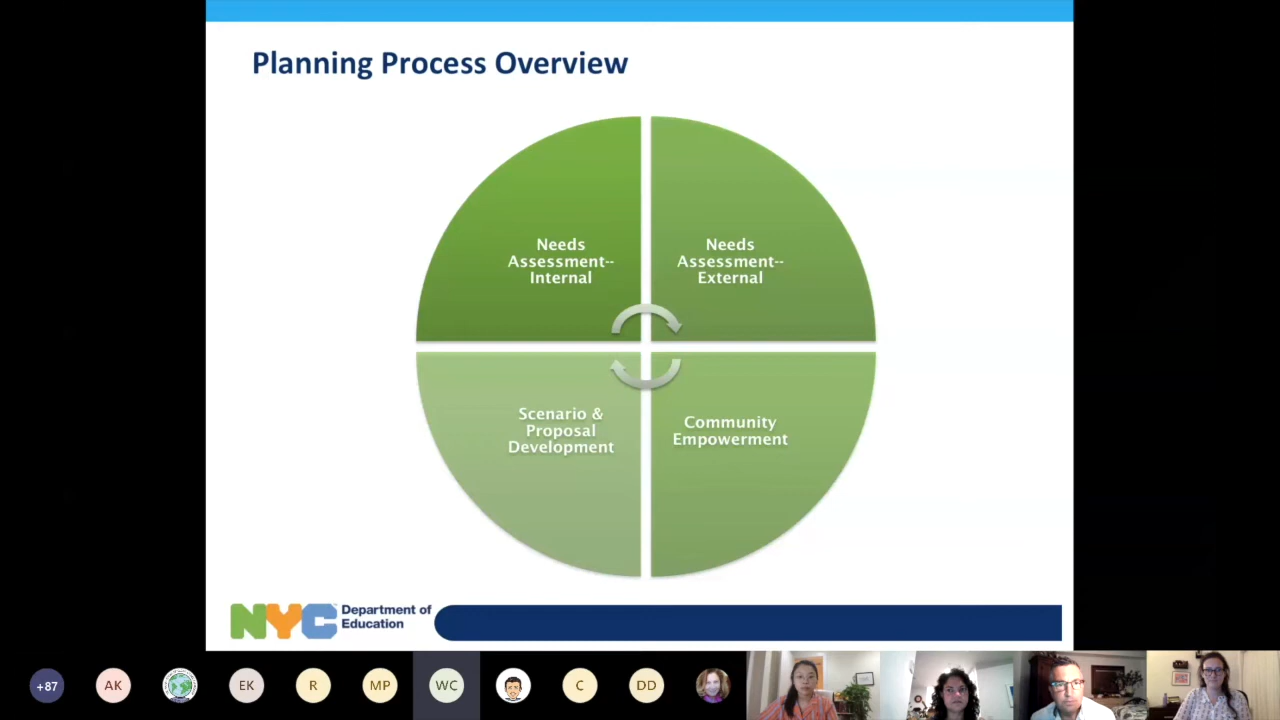 Planning Process Overview
Needs
Assessment--
Internal
Needs
Assessment--
External
Scenario &
Proposal
Development
Community
Empowerment
NYC
Department of
Education
+87
AK
EK
R
MP
WC
C
DD